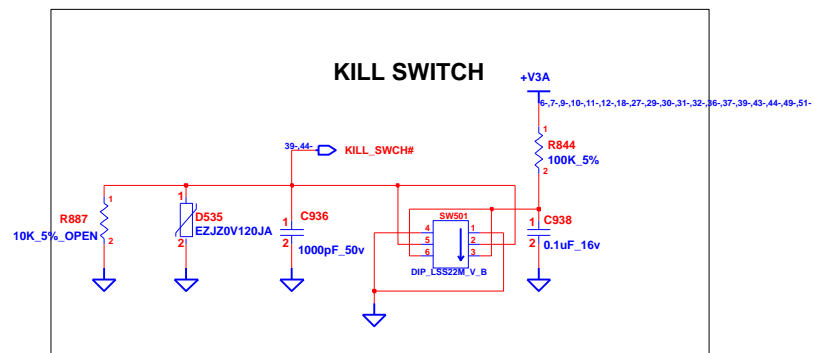 KILL SWITCH
+V3A
6-,7-,9-,10-,11-,12-,18-,27-,29-,30-,31-,32-,36-,37-,39-,43-,44-,49-,51-
39-,44-
KILL_SWCH#
1
R844
100K_5%
2
1
R887
10K_5%_OPEN
2
1
D535
EZJZ0V120JA
2
1
C936
2
1000pF_50v
SW501
4
1
5
2
6
3
DIP_LSS22M_V_B
C938
1
2
0.1uF_16v